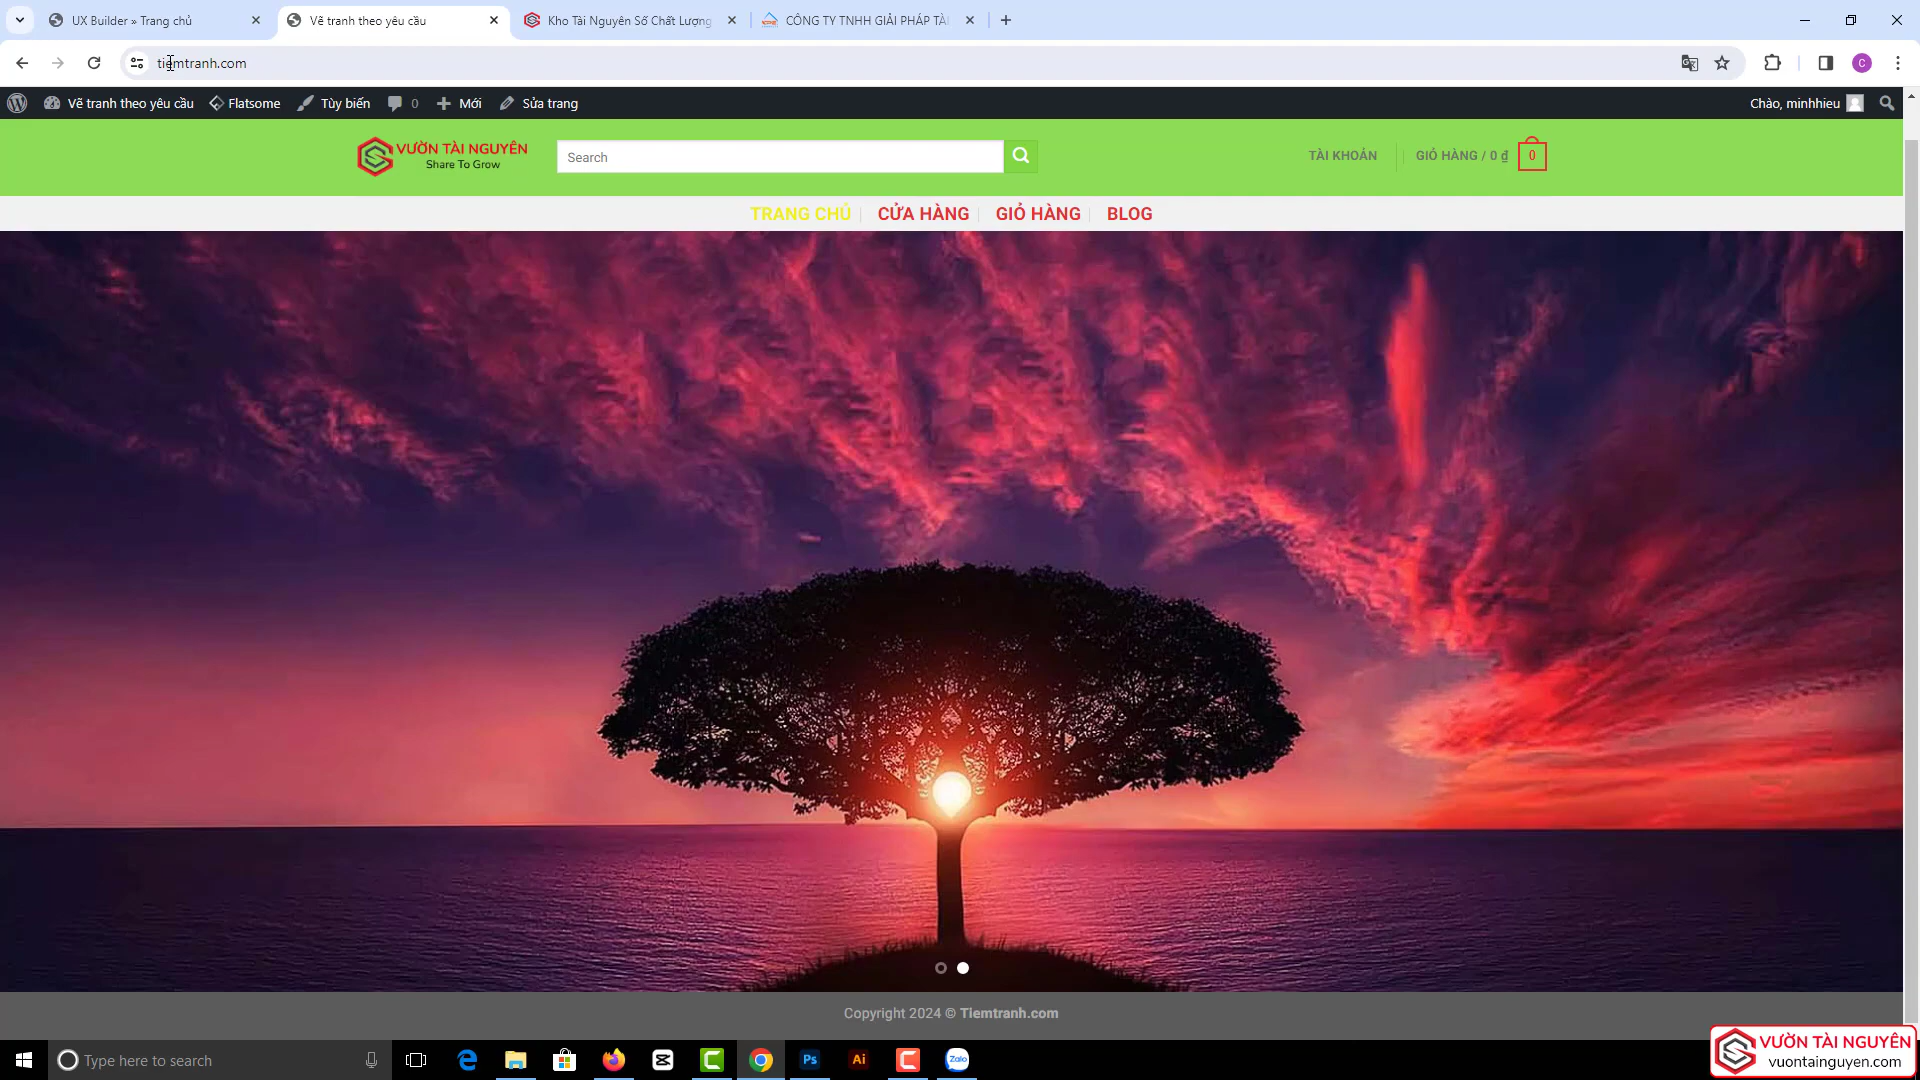 UX Builder » Trang chủ
Vẽ tranh theo yêu cầu
Kho Tài Nguyên Số Chất Lượng
CÔNG TY TNHH GIẢI PHÁP TÀI
tiemtranh.com
Vẽ tranh theo yêu cầu
Flatsome
Tùy biến
0
Mới
Sửa trang
Chào, minhhieu
VƯỜN TÀI NGUYÊN
Share To Grow
Search
TÀI KHOẢN
GIỎ HÀNG / 0 ₫
0
TRANG CHỦ
CỬA HÀNG
GIỎ HÀNG
BLOG
Copyright 2024 © Tiemtranh.com
Type here to search
Ps
Ai
Zalo
C
VƯỜN TÀI NGUYÊN
vuontainguyen.com